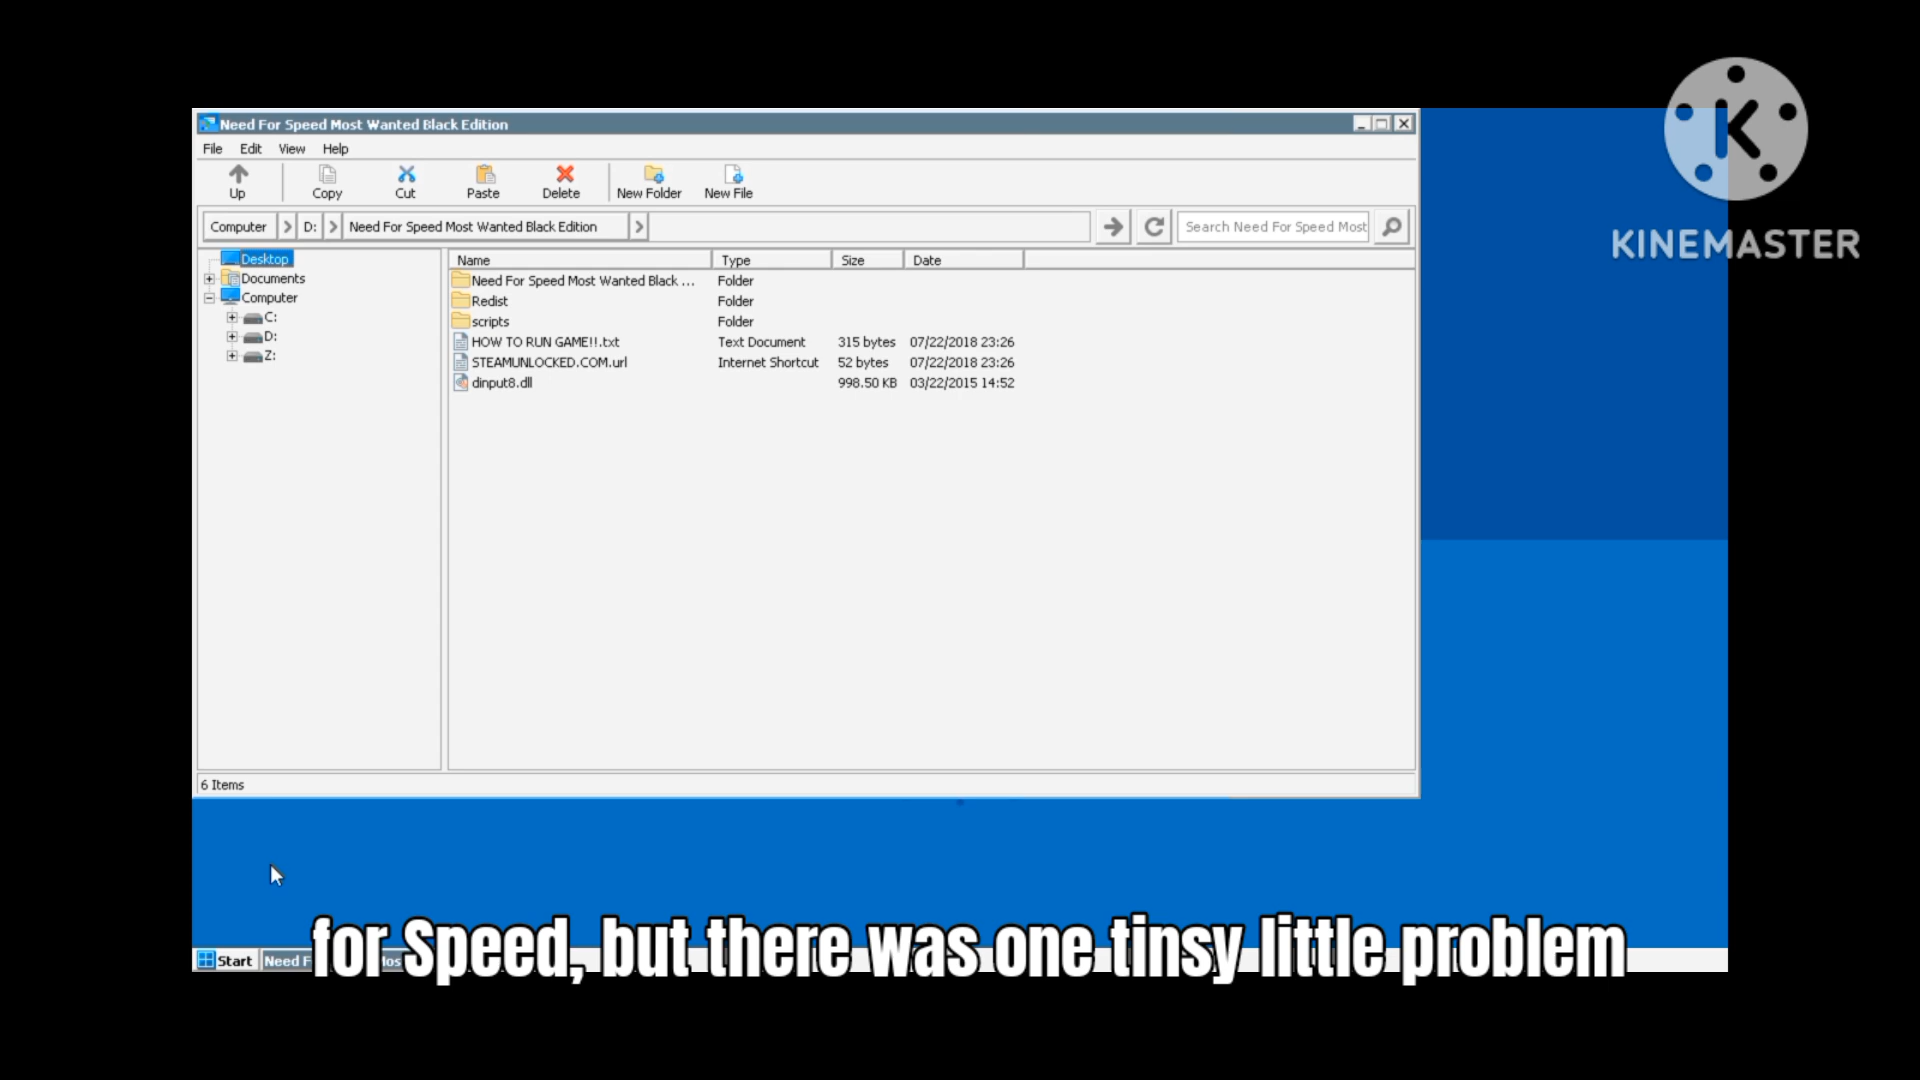 Need For Speed Most Wanted Black Edition
File Edit View Help
Up Copy Cut Paste Delete New Folder New File
Computer D: Need For Speed Most Wanted Black Edition Search Need For Speed Most
Desktop
Documents
Computer
C:
D:
Z:
Name Type Size Date
Need For Speed Most Wanted Black ... Folder
Redist Folder
scripts Folder
HOW TO RUN GAME!!.txt Text Document 315 bytes 07/22/2018 23:26
STEAMUNLOCKED.COM.url Internet Shortcut 52 bytes 07/22/2018 23:26
dinput8.dll 998.50 KB 03/22/2015 14:52
6 Items
K
KINEMASTER
for Speed, but there was one tinsy little problem
Start Need F